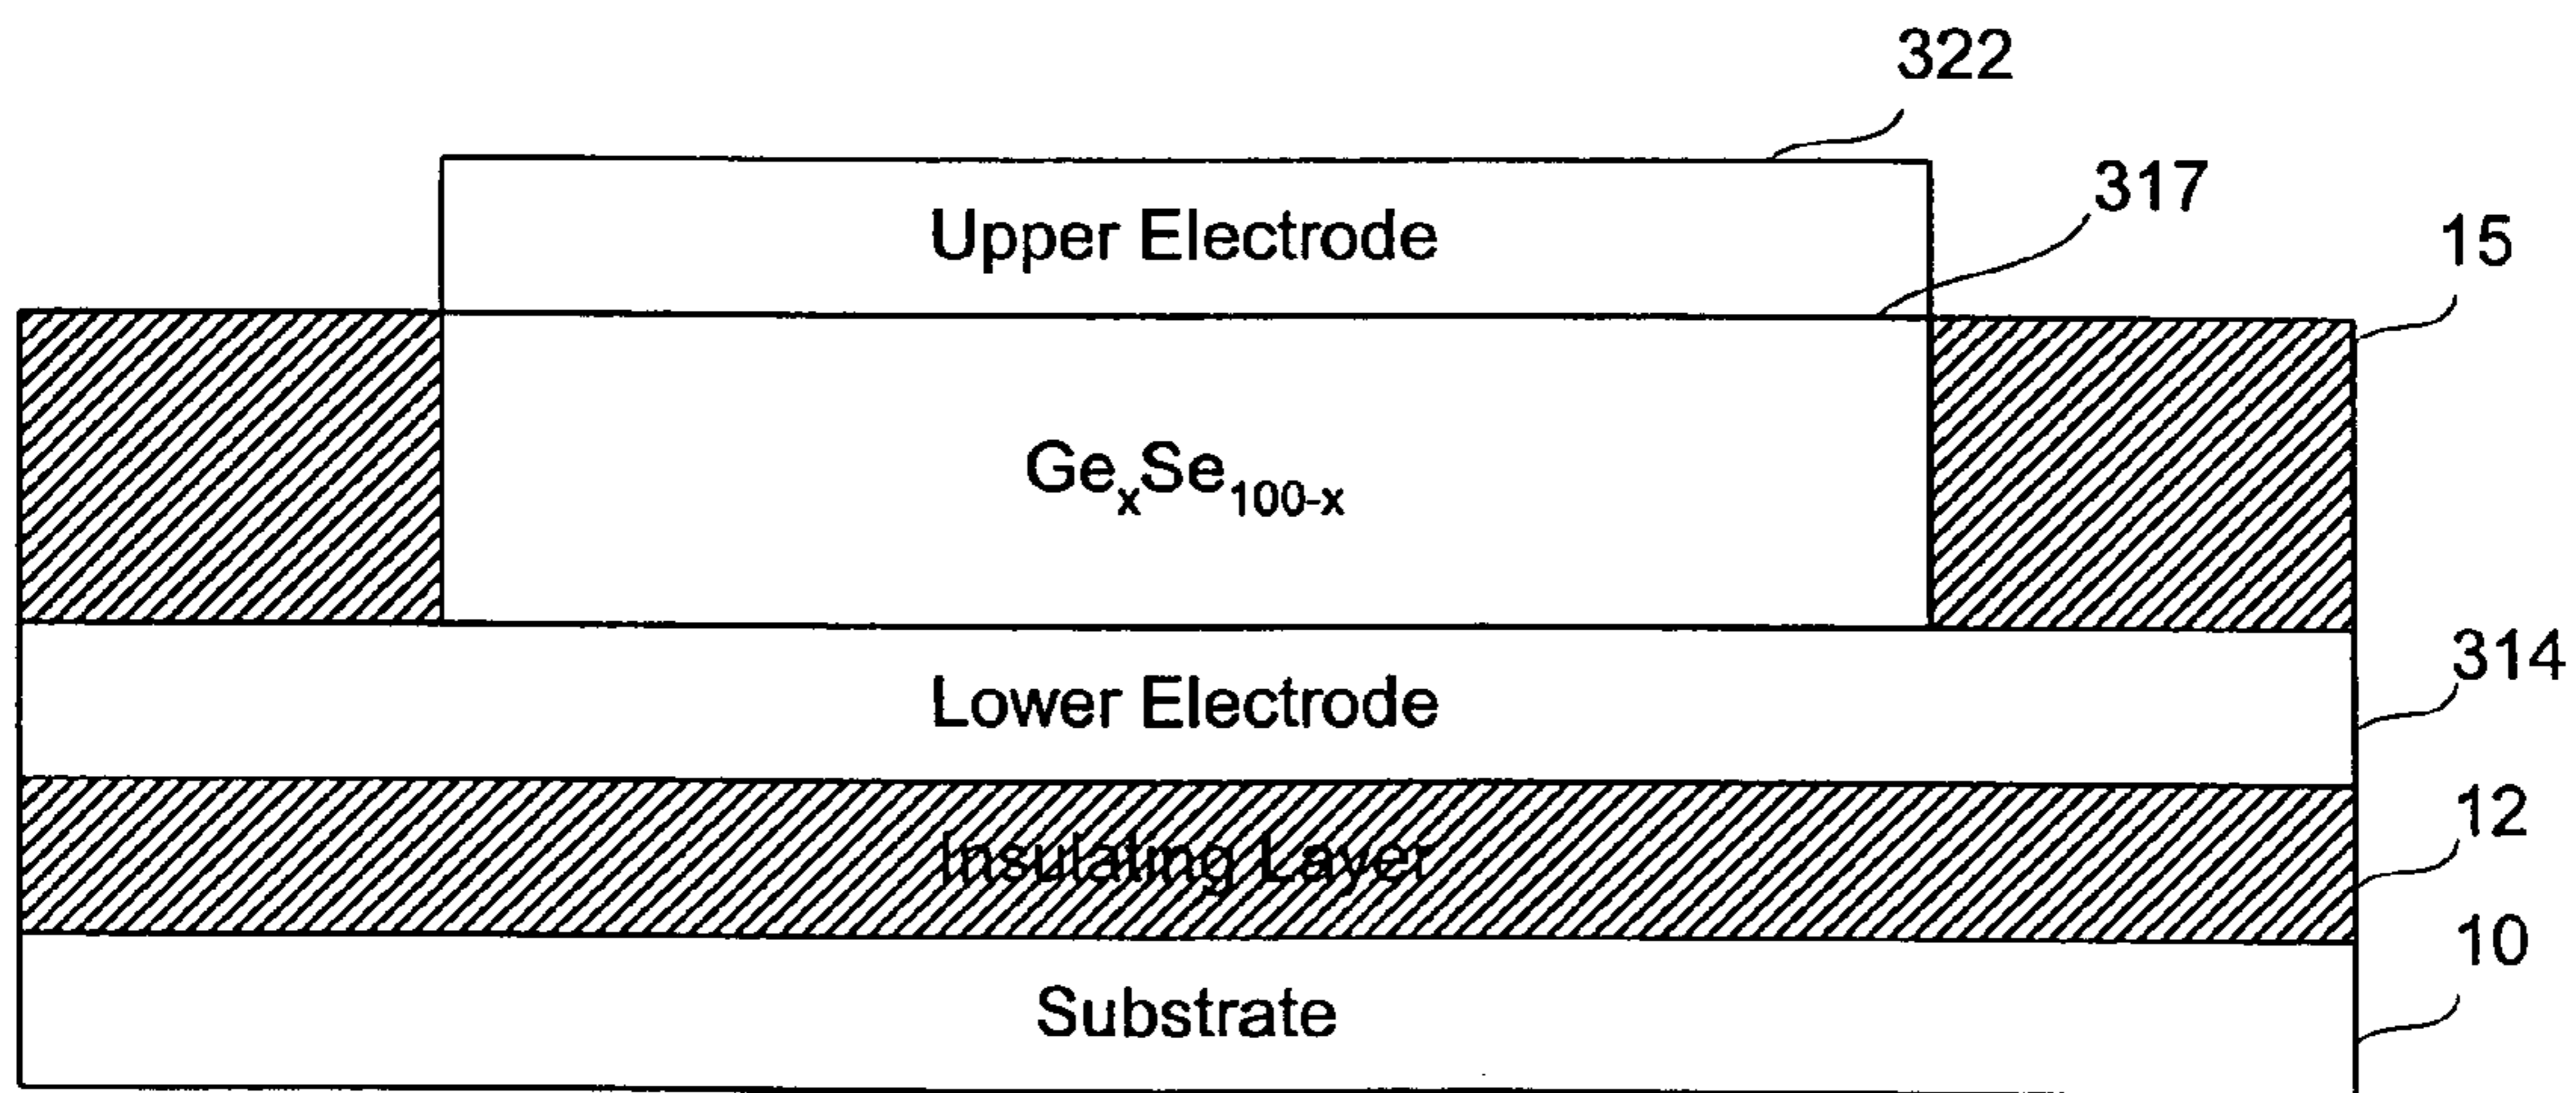 322
317
Upper Electrode
15
GeₓSe₁₀₀₋ₓ
314
Lower Electrode
12
Insulating Layer
10
Substrate